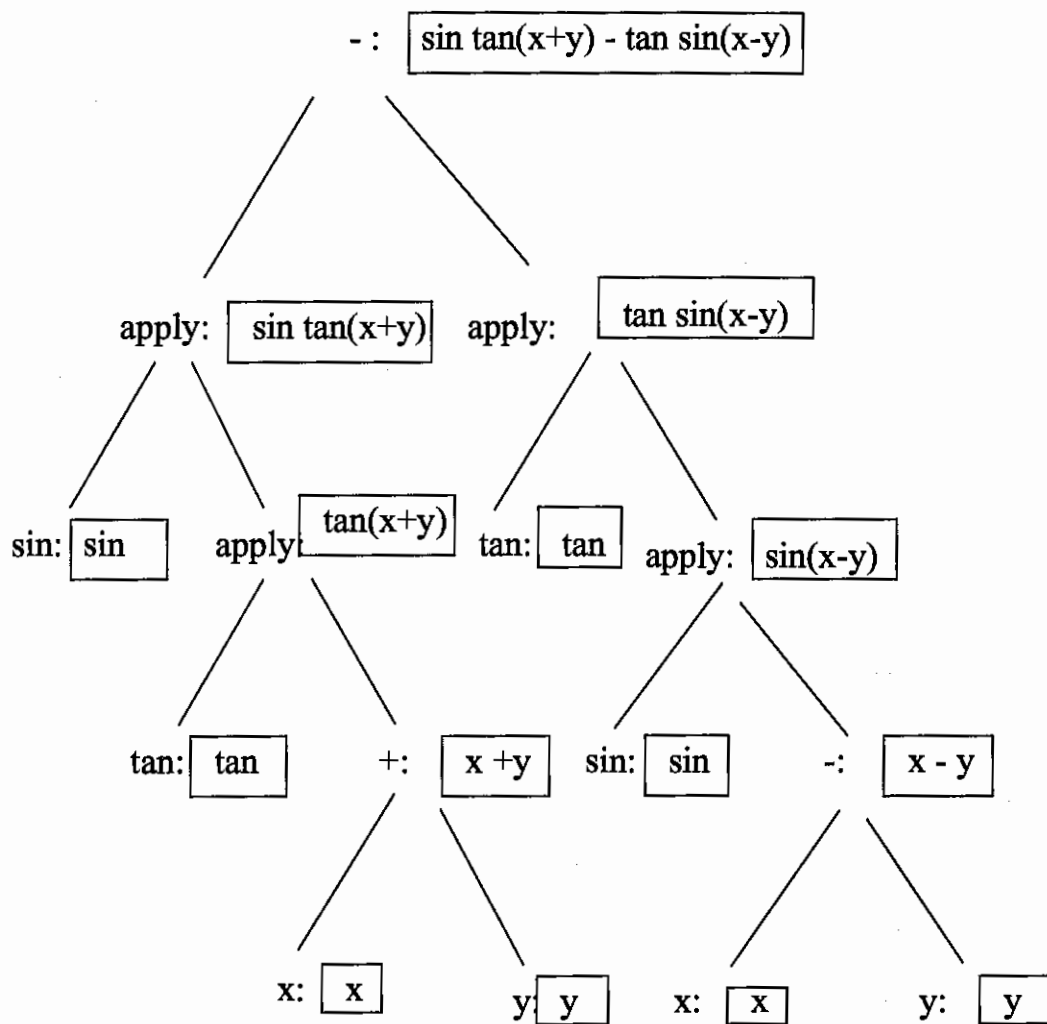 - : sin tan(x+y) - tan sin(x-y)
apply: sin tan(x+y) apply: tan sin(x-y)
sin: sin apply: tan(x+y) tan: tan apply: sin(x-y)
tan: tan +: x +y sin: sin -: x - y
x: x y: y x: x y: y